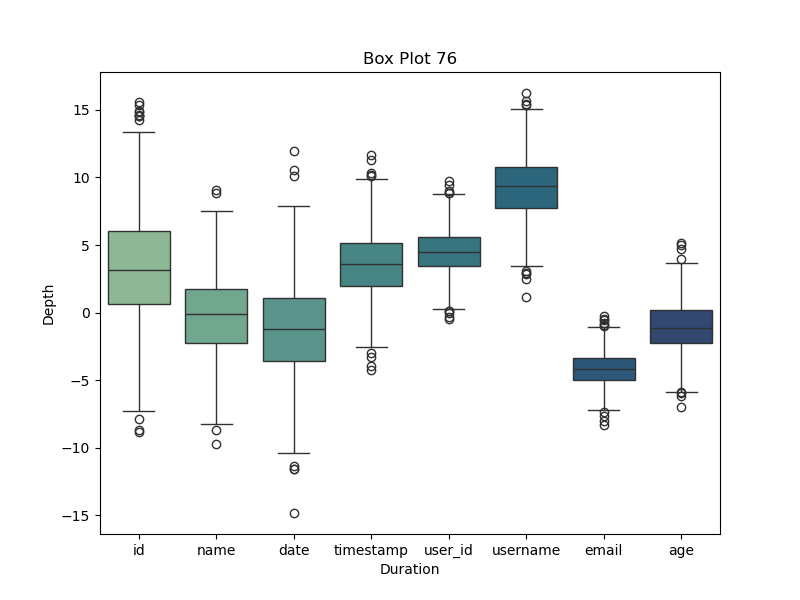 Box Plot 76
Depth
15
10
5
0
−5
−10
−15
id name date timestamp user_id username email age
Duration